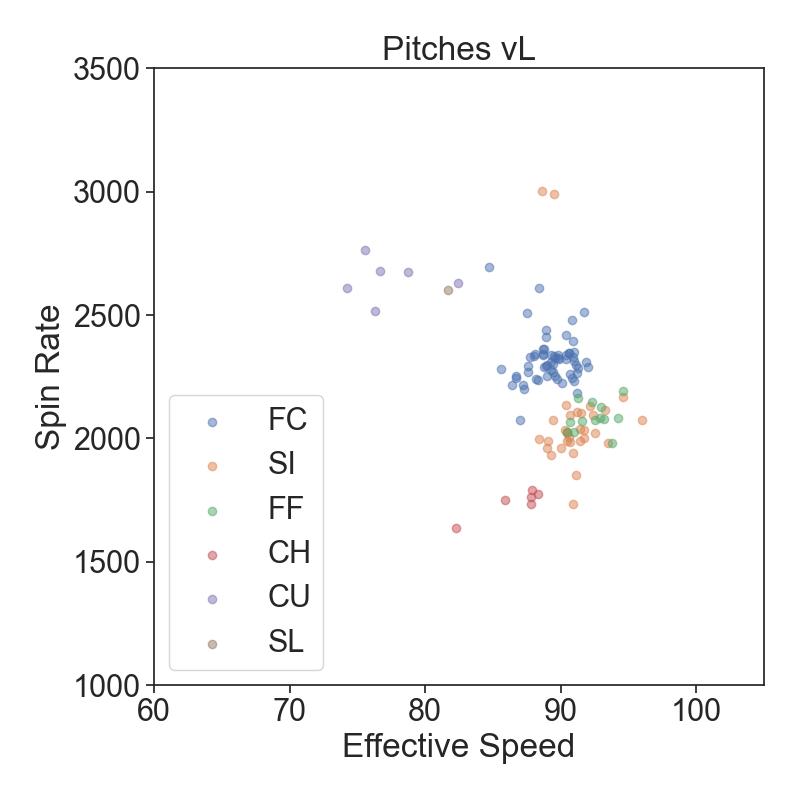 Pitches vL
3500
3000
2500
2000
1500
1000
Spin Rate
FC
SI
FF
CH
CU
SL
60 70 80 90 100
Effective Speed